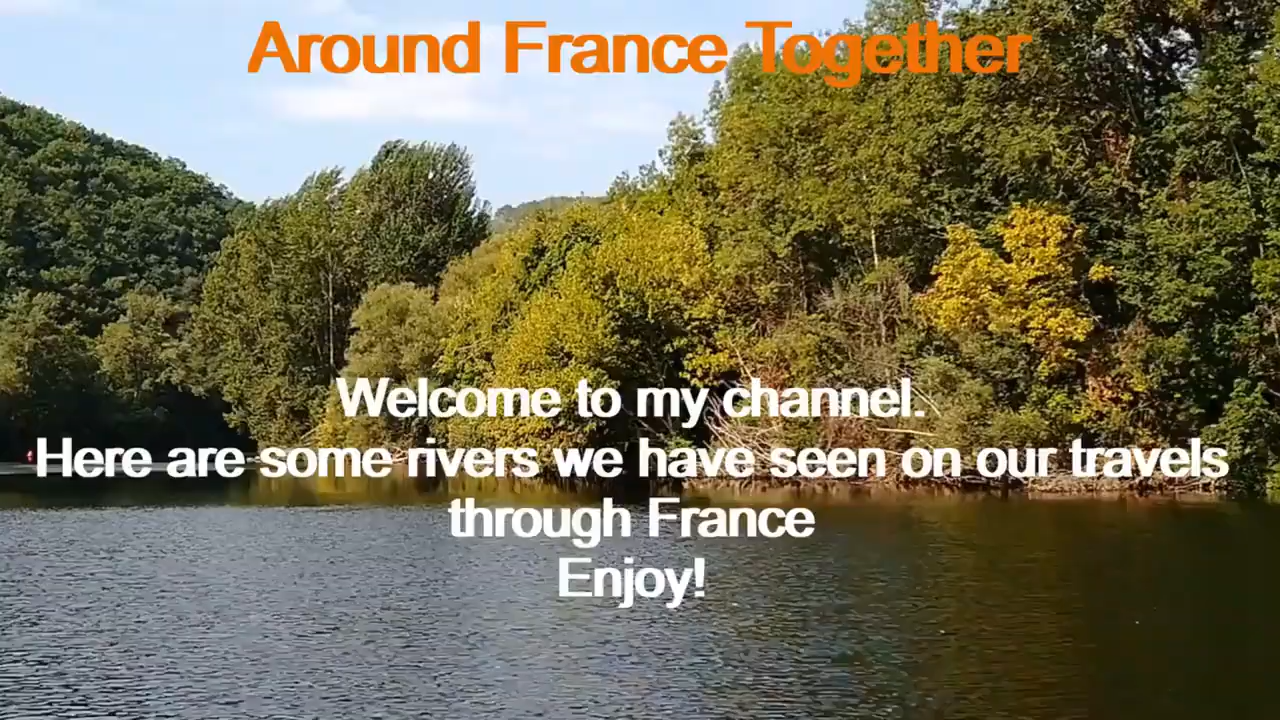 Around France Together
Welcome to my channel.
Here are some rivers we have seen on our travels
through France
Enjoy!